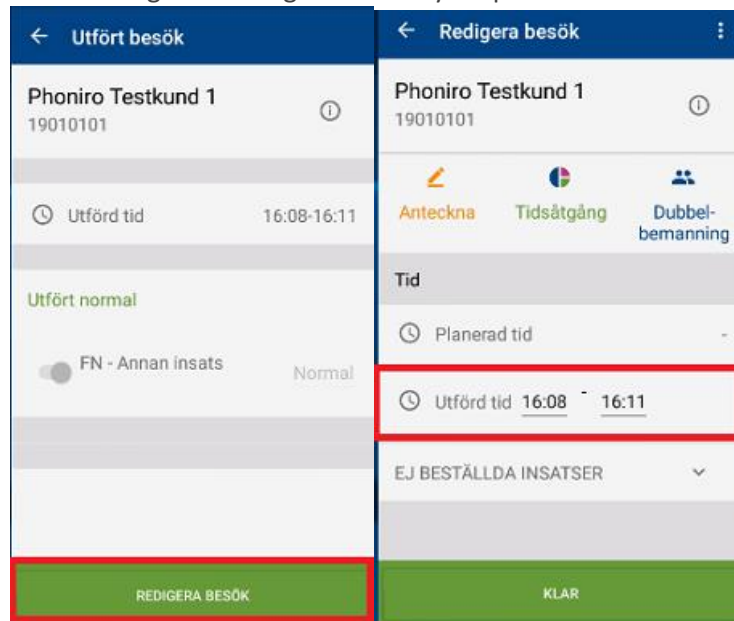 Utfört besök
Phoniro Testkund 1
19010101
Utförd tid 16:08-16:11
Utfört normal
FN - Annan insats Normal
REDIGERA BESÖK
Redigera besök
Phoniro Testkund 1
19010101
Anteckna Tidsåtgång Dubbel-
bemanning
Tid
Planerad tid -
Utförd tid 16:08 - 16:11
EJ BESTÄLLDA INSATSER
KLAR